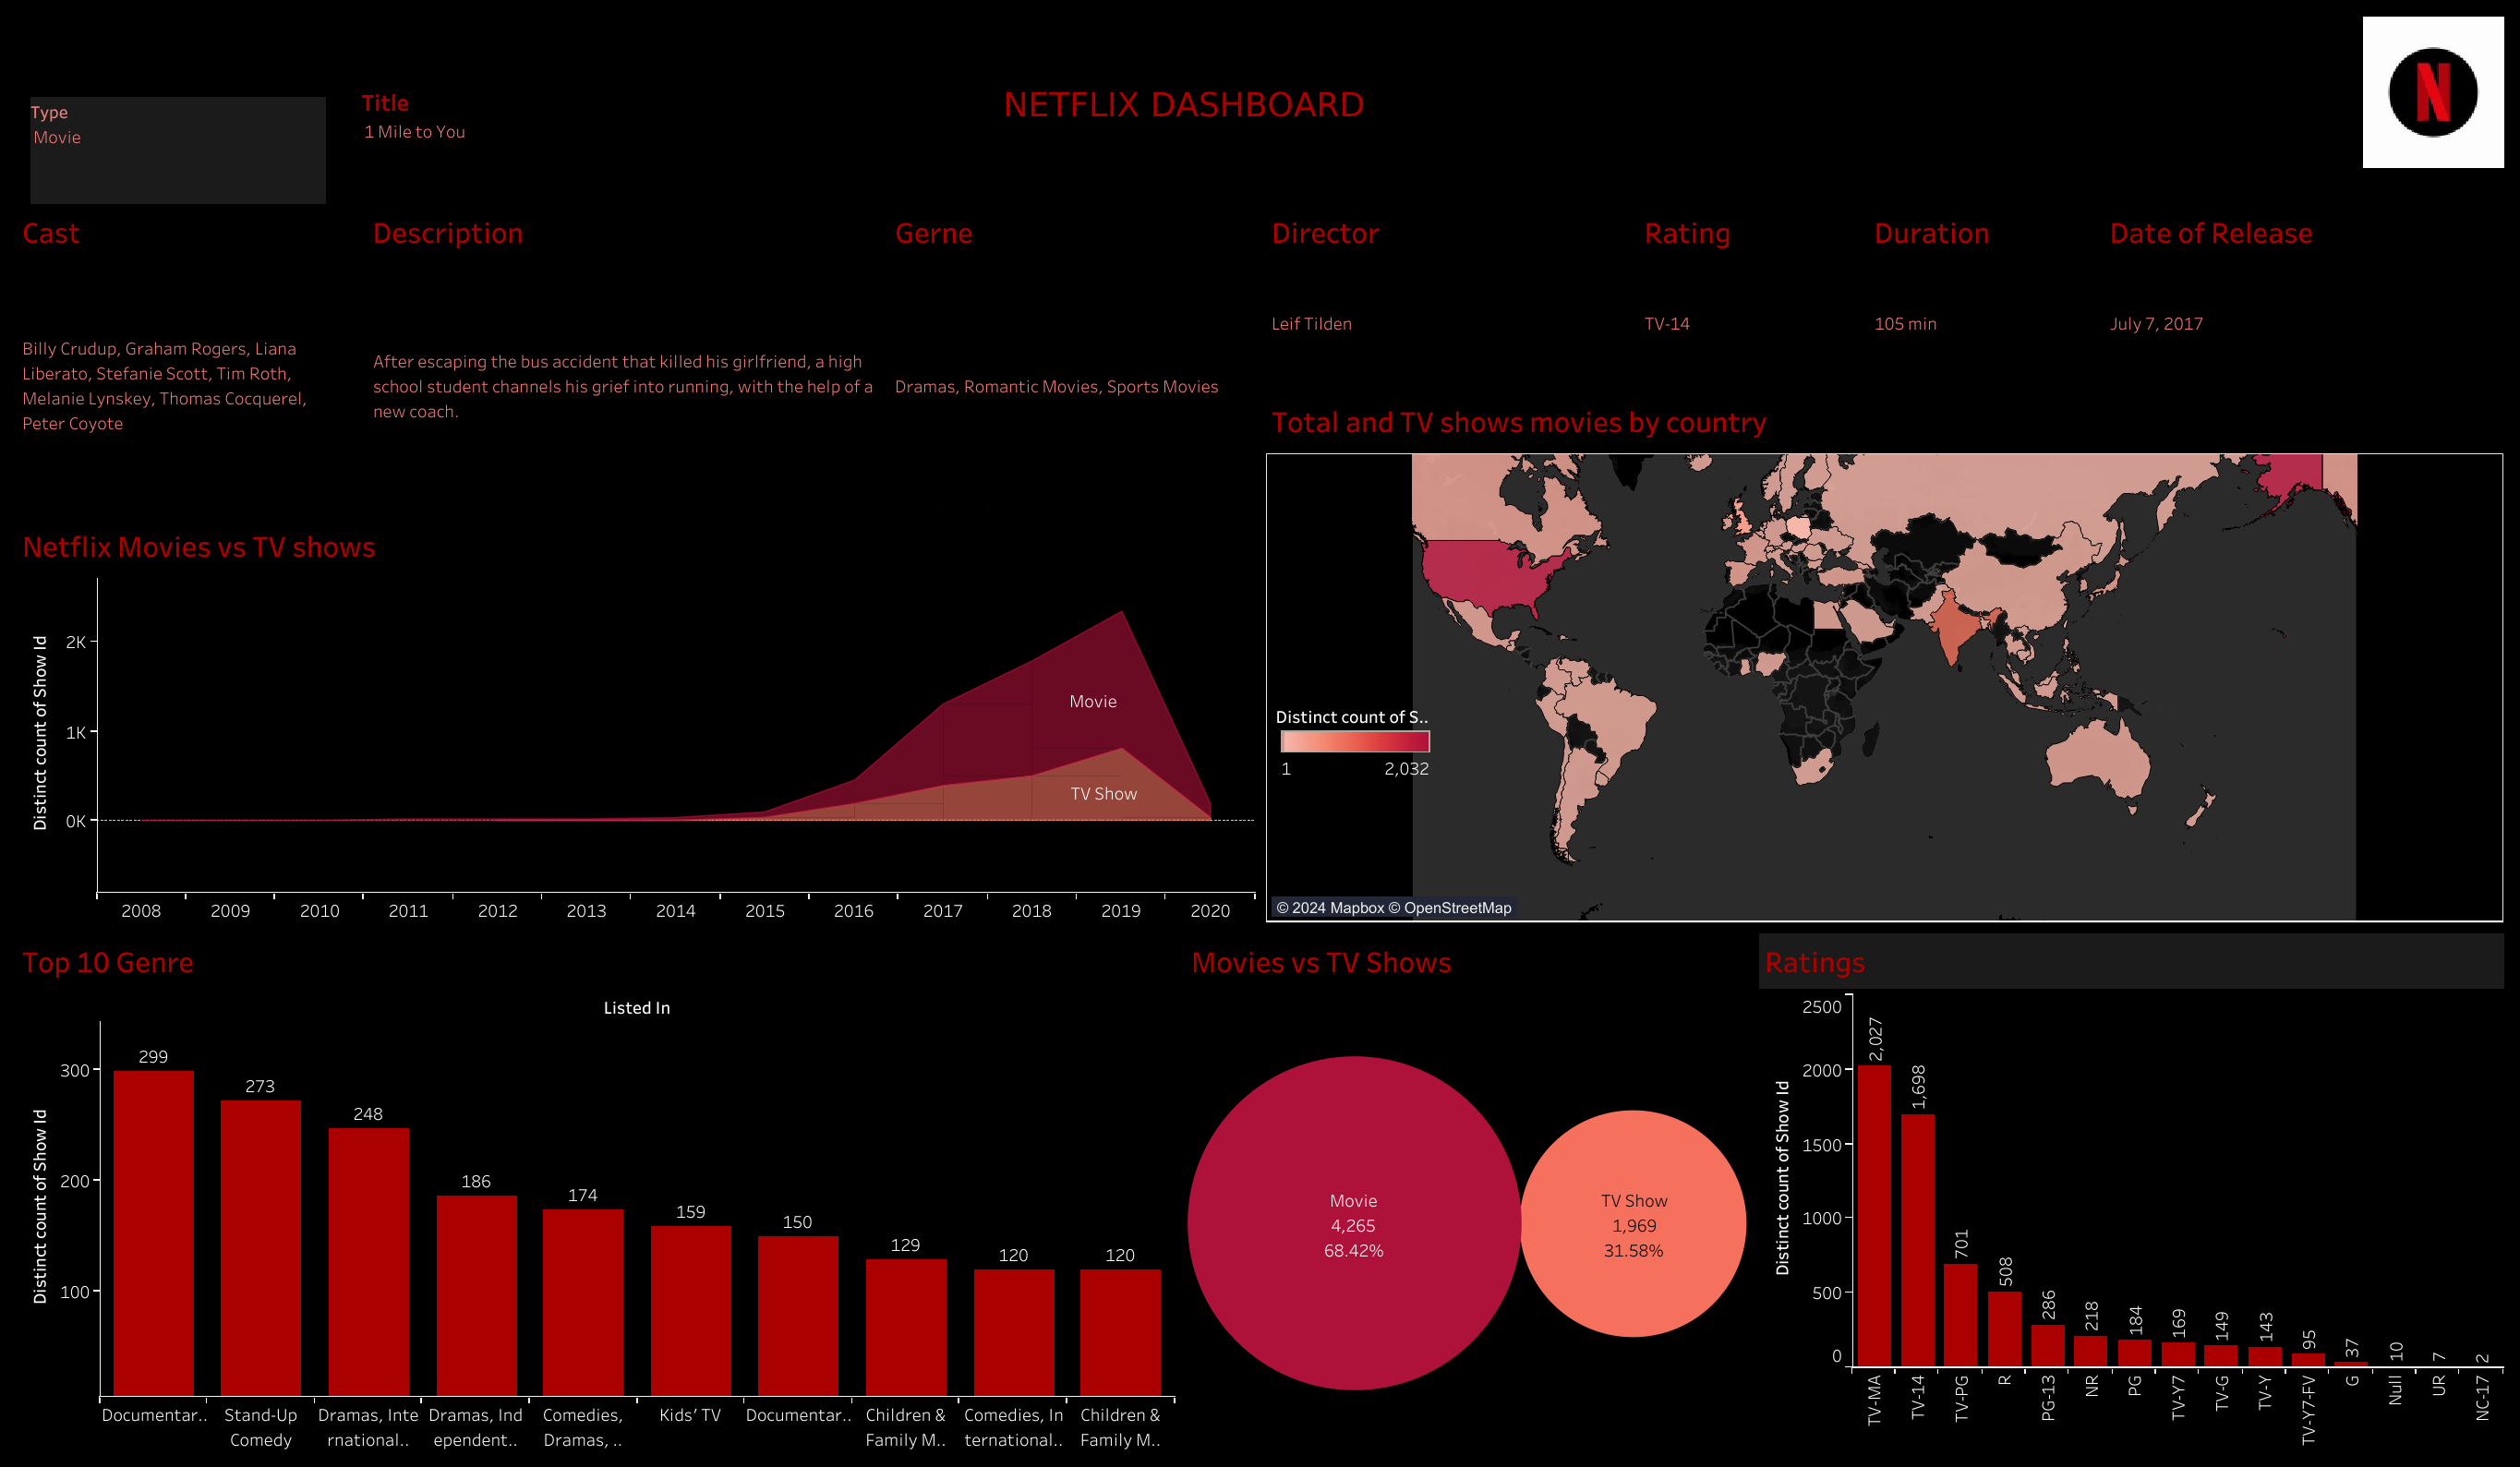 NETFLIX DASHBOARD
N
Type
Movie
Title
1 Mile to You
Cast
Billy Crudup, Graham Rogers, Liana
Liberato, Stefanie Scott, Tim Roth,
Melanie Lynskey, Thomas Cocquerel,
Peter Coyote
Description
After escaping the bus accident that killed his girlfriend, a high
school student channels his grief into running, with the help of a
new coach.
Gerne
Dramas, Romantic Movies, Sports Movies
Director
Leif Tilden
Rating
TV-14
Duration
105 min
Date of Release
July 7, 2017
Netflix Movies vs TV shows
Distinct count of Show Id
2K
1K
0K
Movie
TV Show
2008 2009 2010 2011 2012 2013 2014 2015 2016 2017 2018 2019 2020
Total and TV shows movies by country
Distinct count of S..
1 2,032
© 2024 Mapbox © OpenStreetMap
Top 10 Genre
Listed In
Distinct count of Show Id
300
200
100
299 273 248 186 174 159 150 129 120 120
Documentar..
Stand-Up
Comedy
Dramas, Inte
rnational..
Dramas, Ind
ependent..
Comedies,
Dramas, ..
Kids' TV
Documentar..
Children &
Family M..
Comedies, In
ternational..
Children &
Family M..
Movies vs TV Shows
Movie
4,265
68.42%
TV Show
1,969
31.58%
Ratings
Distinct count of Show Id
2500
2000
1500
1000
500
0
2,027 1,698 701 508 286 218 184 169 149 143 95 37 10 7 2
TV-MA TV-14 TV-PG R PG-13 NR PG TV-Y7 TV-G TV-Y TV-Y7-FV G Null UR NC-17